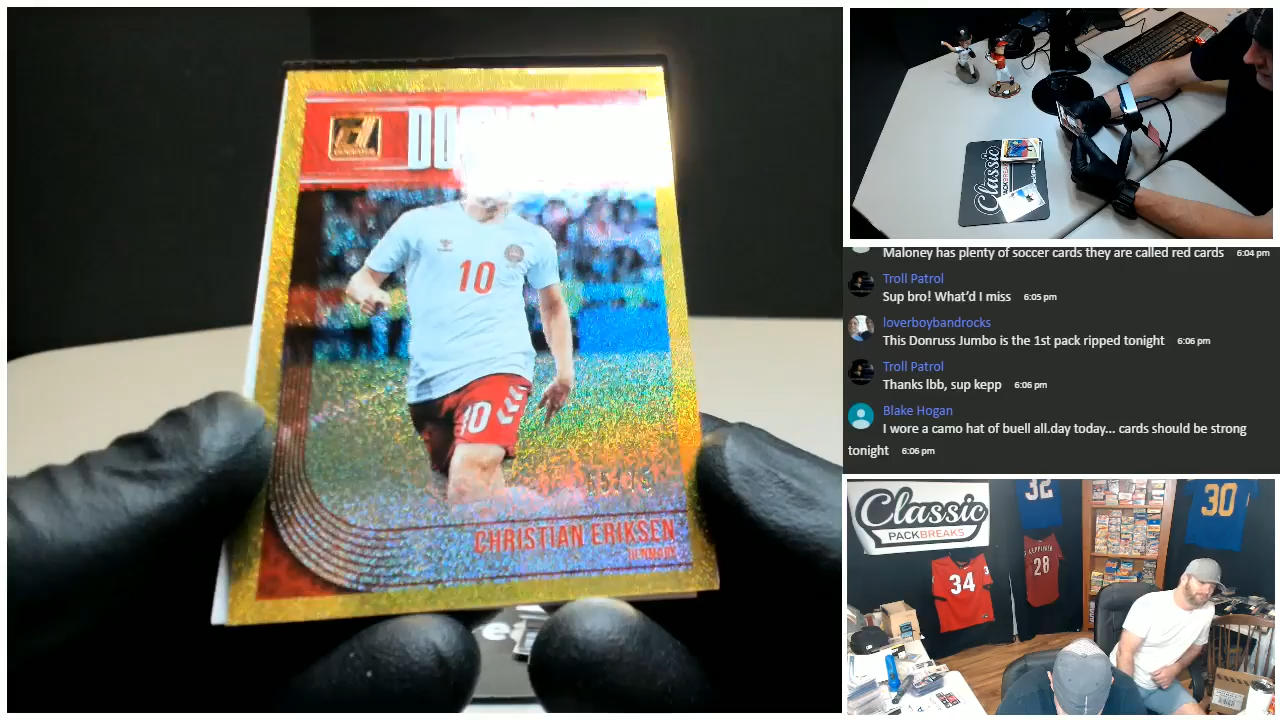 10
10
CHRISTIAN ERIKSEN
DENMARK
Classic
Maloney has plenty of soccer cards they are called red cards 6:04 pm
Troll Patrol
Sup bro! What'd I miss 6:05 pm
loverboybandrocks
This Donruss Jumbo is the 1st pack ripped tonight 6:06 pm
Troll Patrol
Thanks lbb, sup kepp 6:06 pm
Blake Hogan
I wore a camo hat of buell all.day today... cards should be strong
tonight 6:06 pm
Classic
PACKBREAKS
32
30
34
28